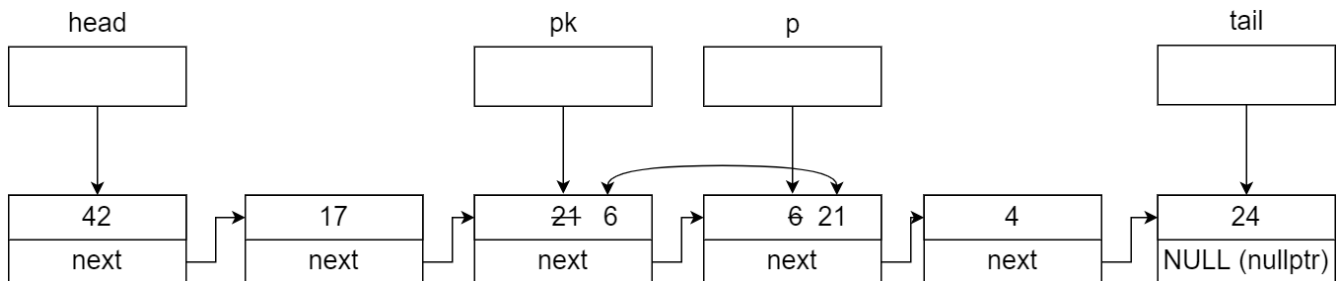 head pk p tail
42 17 21 6 6 21 4 24
next next next next next NULL (nullptr)